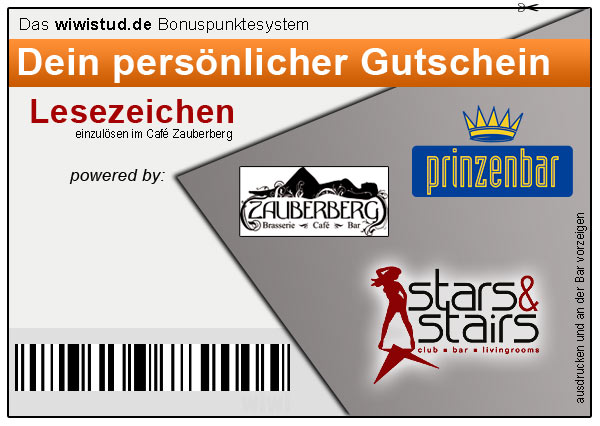 Das wiwistud.de Bonuspunktesystem
Dein persönlicher Gutschein
Lesezeichen
einzulösen im Café Zauberberg
powered by:
prinzenbar
ZAUBERBERG
Brasserie Café Bar
stars&
stairs
club ▪ bar ▪ livingrooms
ausdrucken und an der Bar vorzeigen
wiwi